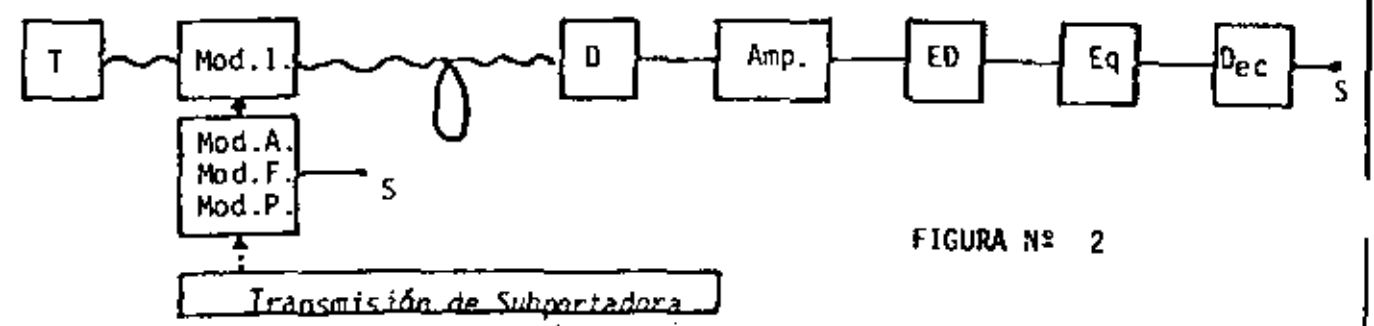 T
Mod.I.
D
Amp.
ED
Eq
Dec
S
Mod.A.
Mod.F.
Mod.P.
S
FIGURA Nº 2
Transmisión de Subportadora